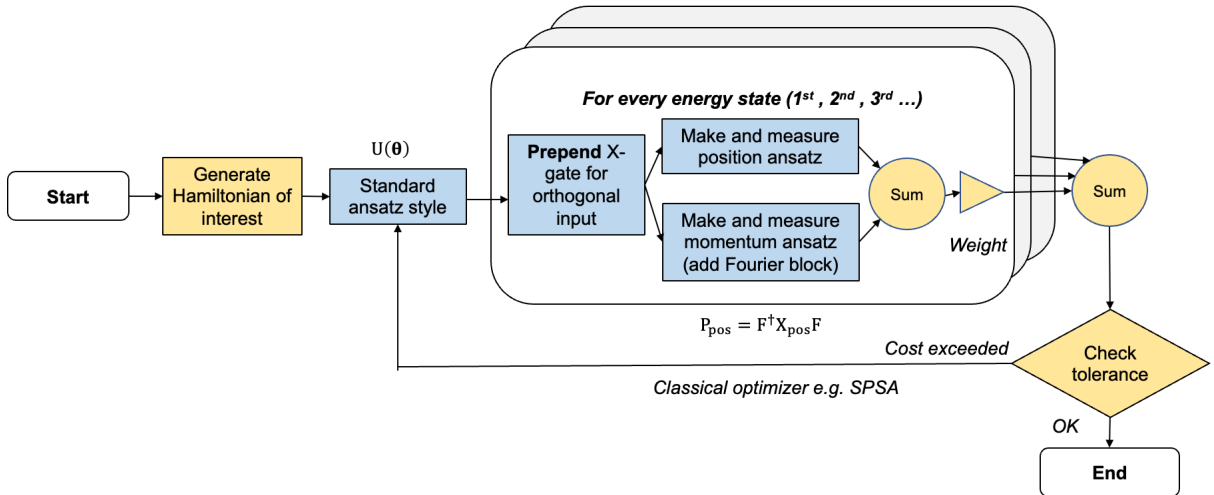 For every energy state (1st , 2nd , 3rd ...)
Start
Generate
Hamiltonian of
interest
U(θ)
Standard
ansatz style
Prepend X-
gate for
orthogonal
input
Make and measure
position ansatz
Make and measure
momentum ansatz
(add Fourier block)
Sum
Weight
Sum
P_pos = F†X_posF
Cost exceeded
Check
tolerance
Classical optimizer e.g. SPSA
OK
End